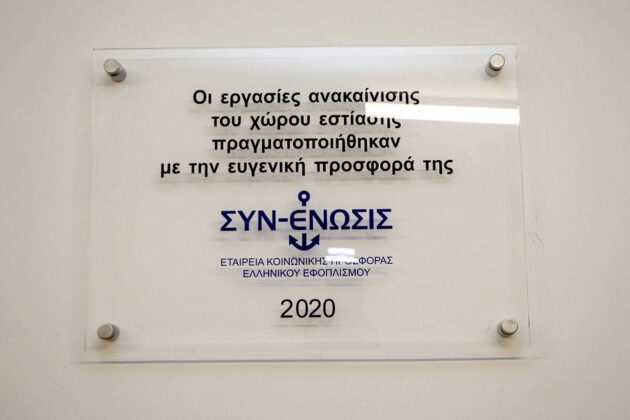 Οι εργασίες ανακαίνισης
του χώρου εστίασης
πραγματοποιήθηκαν
με την ευγενική προσφορά της
ΣΥΝ-ΕΝΩΣΙΣ
ΕΤΑΙΡΕΙΑ ΚΟΙΝΩΝΙΚΗΣ ΠΡΟΣΦΟΡΑΣ
ΕΛΛΗΝΙΚΟΥ ΕΦΟΠΛΙΣΜΟΥ
2020